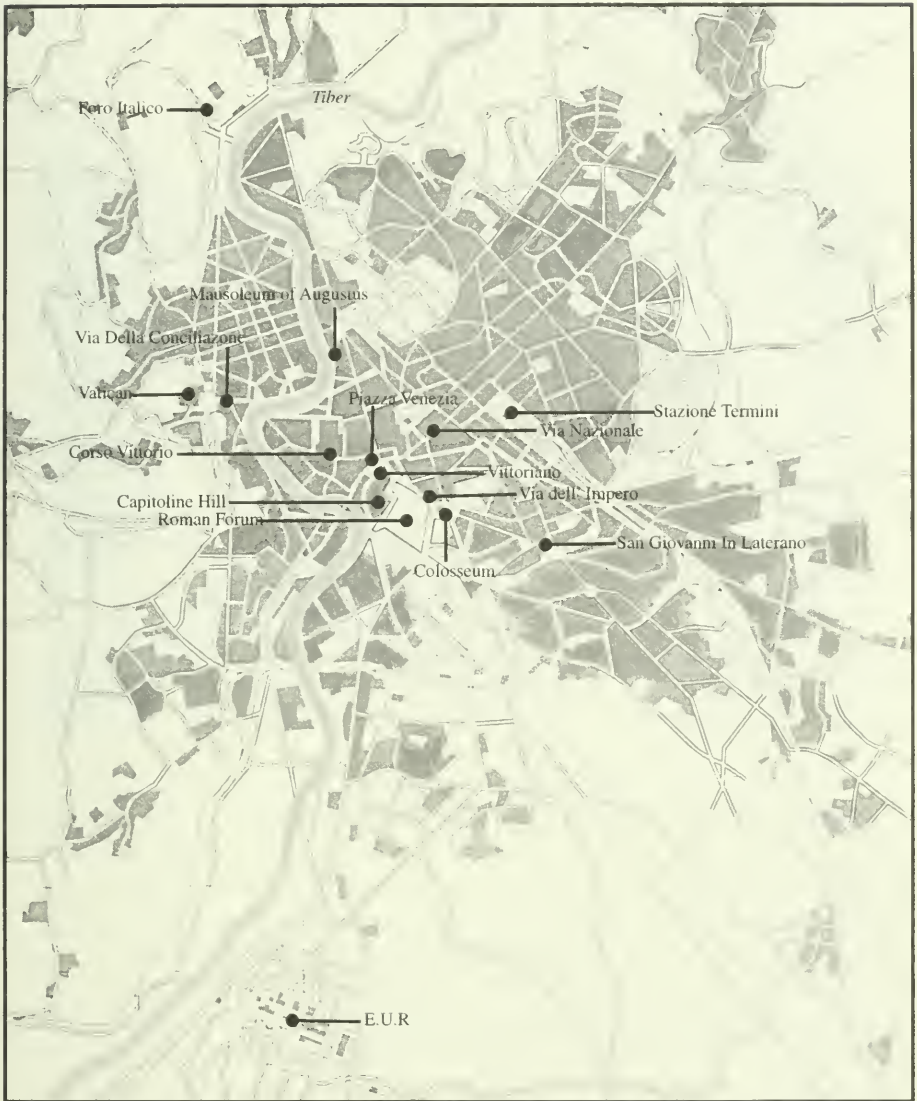 Tiber
Foro Italico
Mausoleum of Augustus
Via Della Conciliazone
Vatican
Piazza Venezia
Stazione Termini
Via Nazionale
Corso Vittorio
Vittoriano
Capitoline Hill
Via dell' Impero
Roman Forum
San Giovanni In Laterano
Colosseum
E.U.R